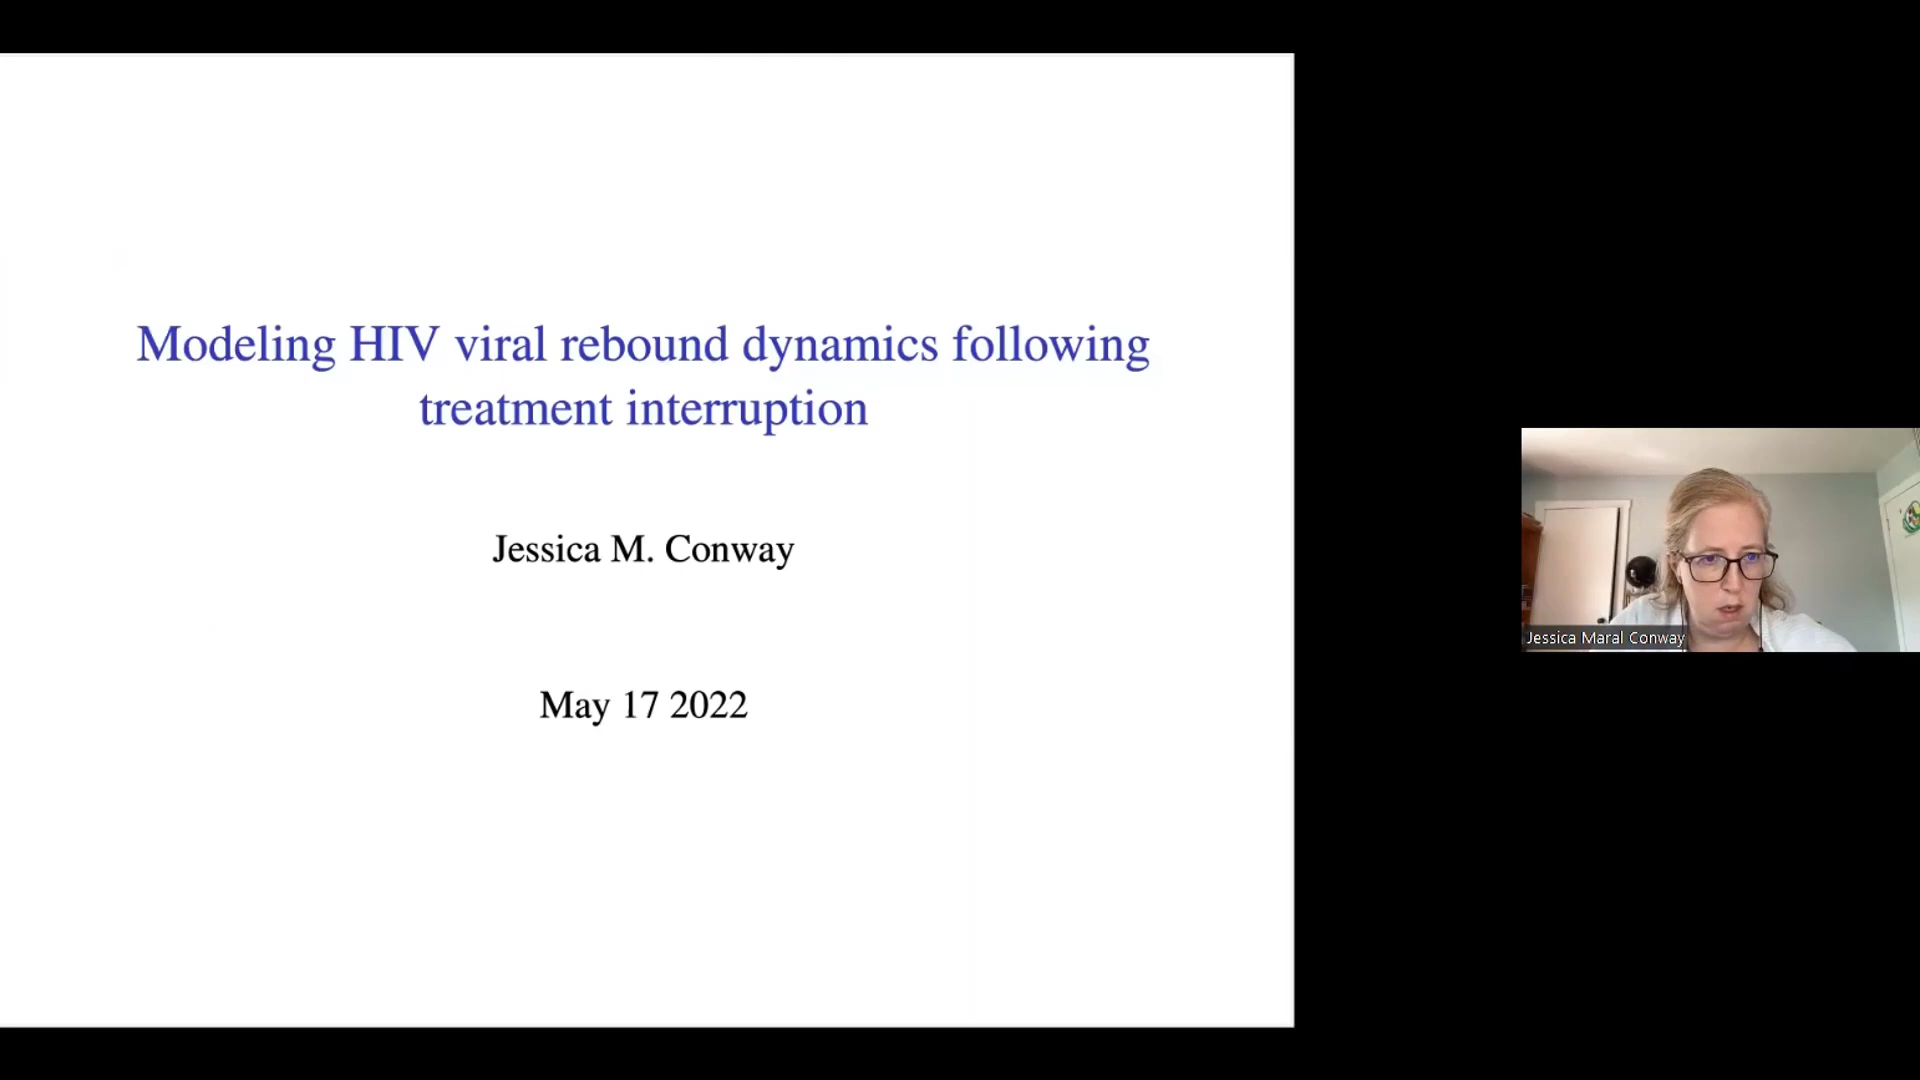 Modeling HIV viral rebound dynamics following
treatment interruption
Jessica M. Conway
May 17 2022
Jessica Maral Conway